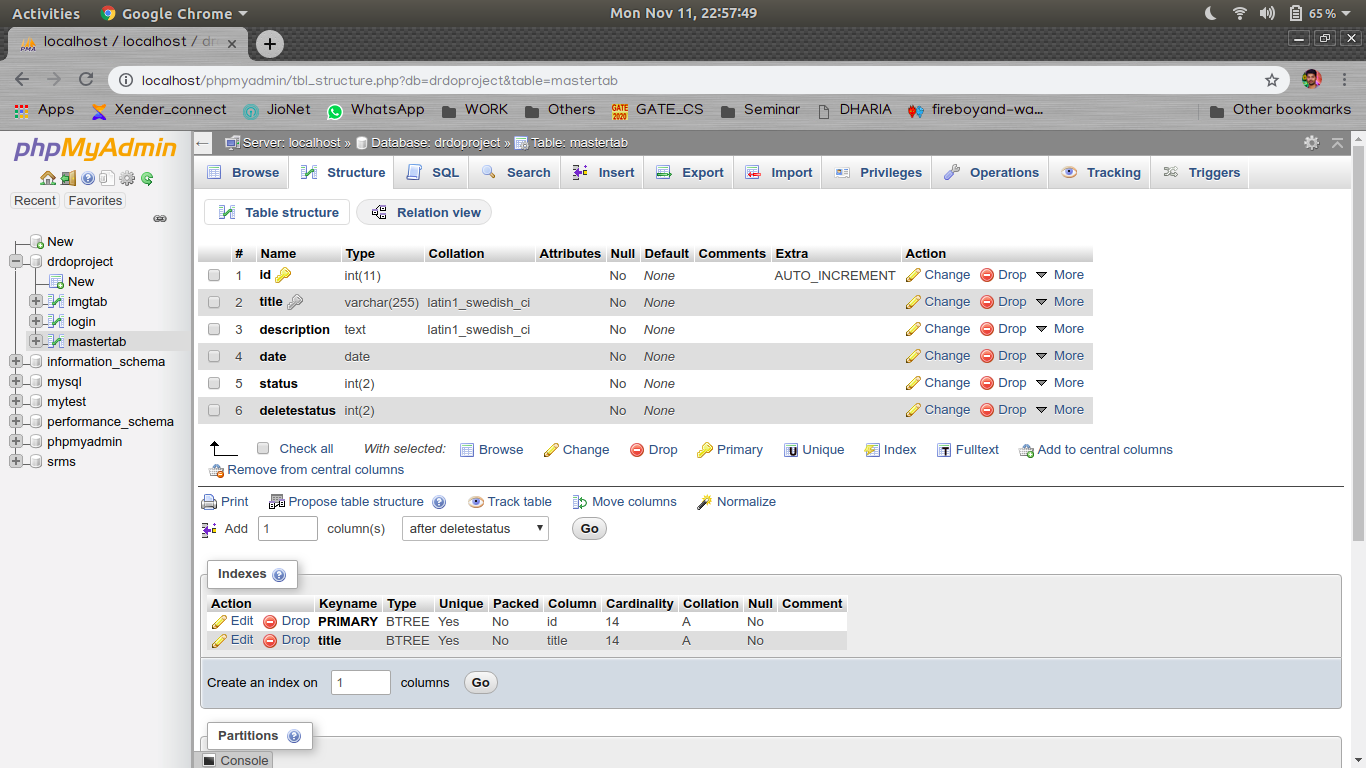 Activities Google Chrome Mon Nov 11, 22:57:49 65 %
localhost / localhost / dr
localhost/phpmyadmin/tbl_structure.php?db=drdoproject&table=mastertab
Apps Xender_connect JioNet WhatsApp WORK Others GATE 2020 GATE_CS Seminar DHARIA fireboyand-wa... Other bookmarks
phpMyAdmin
Recent Favorites
New
drdoproject
New
imgtab
login
mastertab
information_schema
mysql
mytest
performance_schema
phpmyadmin
srms
Server: localhost » Database: drdoproject » Table: mastertab
Browse Structure SQL Search Insert Export Import Privileges Operations Tracking Triggers
Table structure Relation view
# Name Type Collation Attributes Null Default Comments Extra Action
1 id int(11) No None AUTO_INCREMENT Change Drop More
2 title varchar(255) latin1_swedish_ci No None Change Drop More
3 description text latin1_swedish_ci No None Change Drop More
4 date date No None Change Drop More
5 status int(2) No None Change Drop More
6 deletestatus int(2) No None Change Drop More
Check all With selected: Browse Change Drop Primary Unique Index Fulltext Add to central columns
Remove from central columns
Print Propose table structure Track table Move columns Normalize
Add 1 column(s) after deletestatus Go
Indexes
Action Keyname Type Unique Packed Column Cardinality Collation Null Comment
Edit Drop PRIMARY BTREE Yes No id 14 A No
Edit Drop title BTREE Yes No title 14 A No
Create an index on 1 columns Go
Partitions
Console